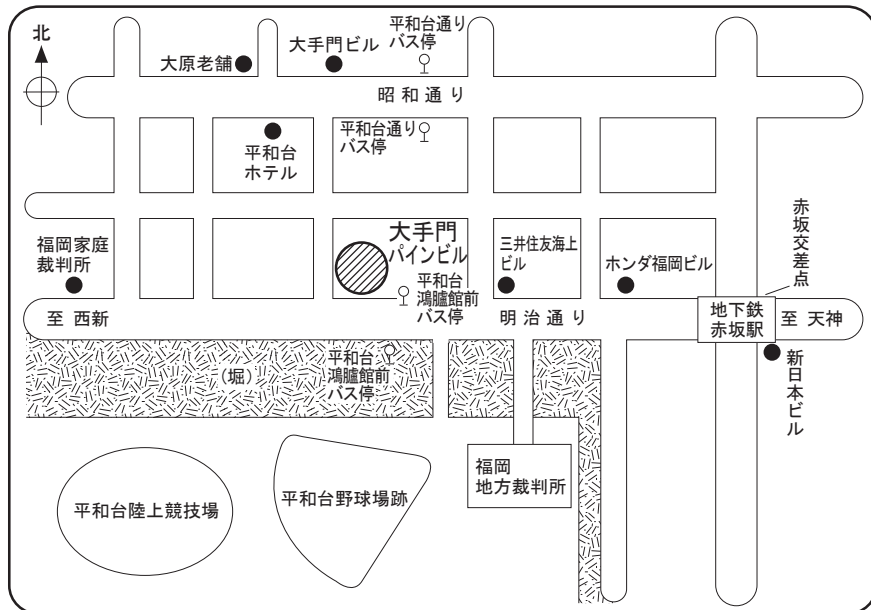 北
大原老舗
大手門ビル
平和台通り
バス停
昭和通り
平和台通り
バス停
平和台
ホテル
福岡家庭
裁判所
大手門
パインビル
平和台
鴻臚館前
バス停
三井住友海上
ビル
ホンダ福岡ビル
赤坂交差点
至 西新
明治通り
地下鉄
赤坂駅
至 天神
(堀)
平和台
鴻臚館前
バス停
新日本ビル
平和台陸上競技場
平和台野球場跡
福岡
地方裁判所